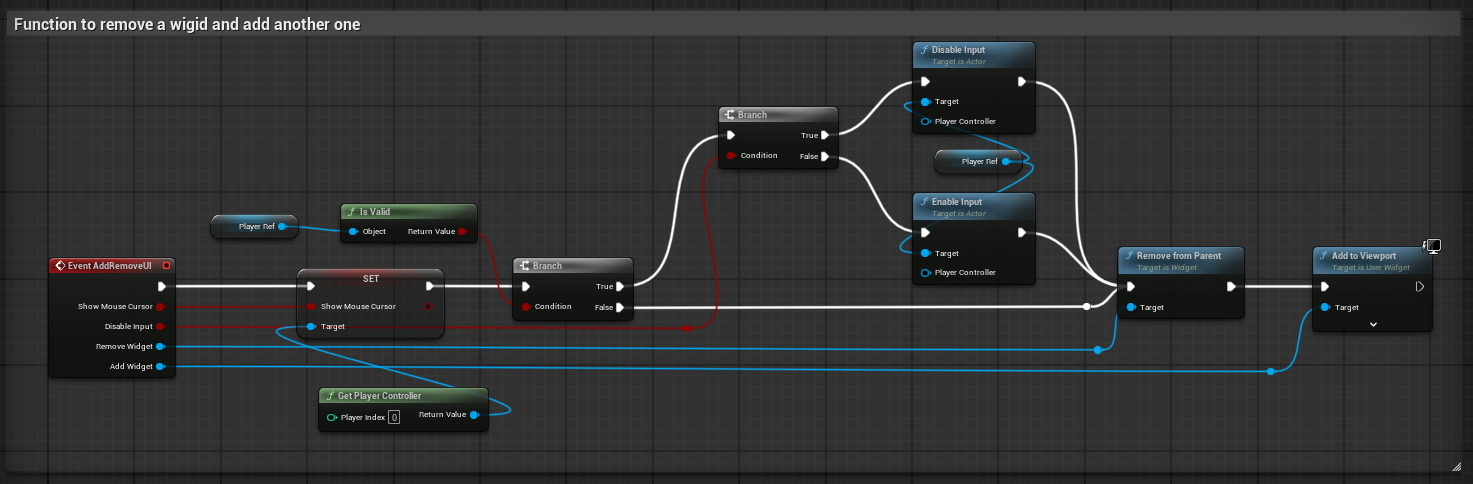 Function to remove a wigid and add another one
Disable Input
Target is Actor
Target
Player Controller
Branch
True
Condition
False
Player Ref
Enable Input
Target is Actor
Target
Player Controller
Is Valid
Object
Return Value
Player Ref
Event AddRemoveUI
Show Mouse Cursor
Disable Input
Remove Widget
Add Widget
SET
Show Mouse Cursor
Target
Branch
True
Condition
False
Get Player Controller
Player Index 0
Return Value
Remove from Parent
Target is Widget
Target
Add to Viewport
Target is User Widget
Target